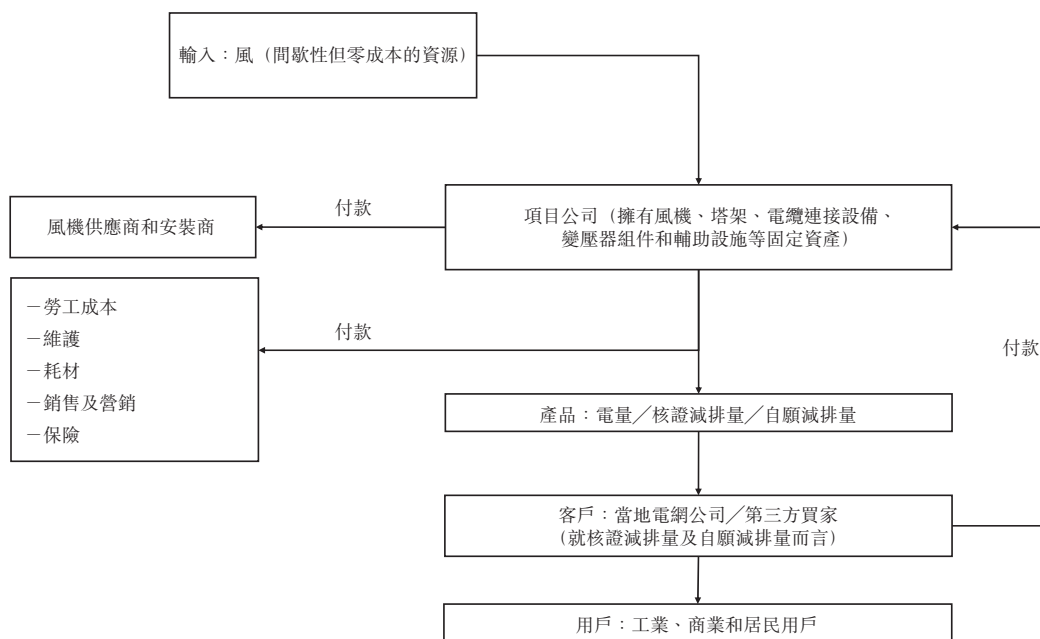 輸入：風（間歇性但零成本的資源）
付款
風機供應商和安裝商
項目公司（擁有風機、塔架、電纜連接設備、
變壓器組件和輔助設施等固定資產）
－勞工成本
－維護
－耗材
－銷售及營銷
－保險
付款
付款
產品：電量╱核證減排量╱自願減排量
客戶：當地電網公司╱第三方買家
（就核證減排量及自願減排量而言）
用戶：工業、商業和居民用戶